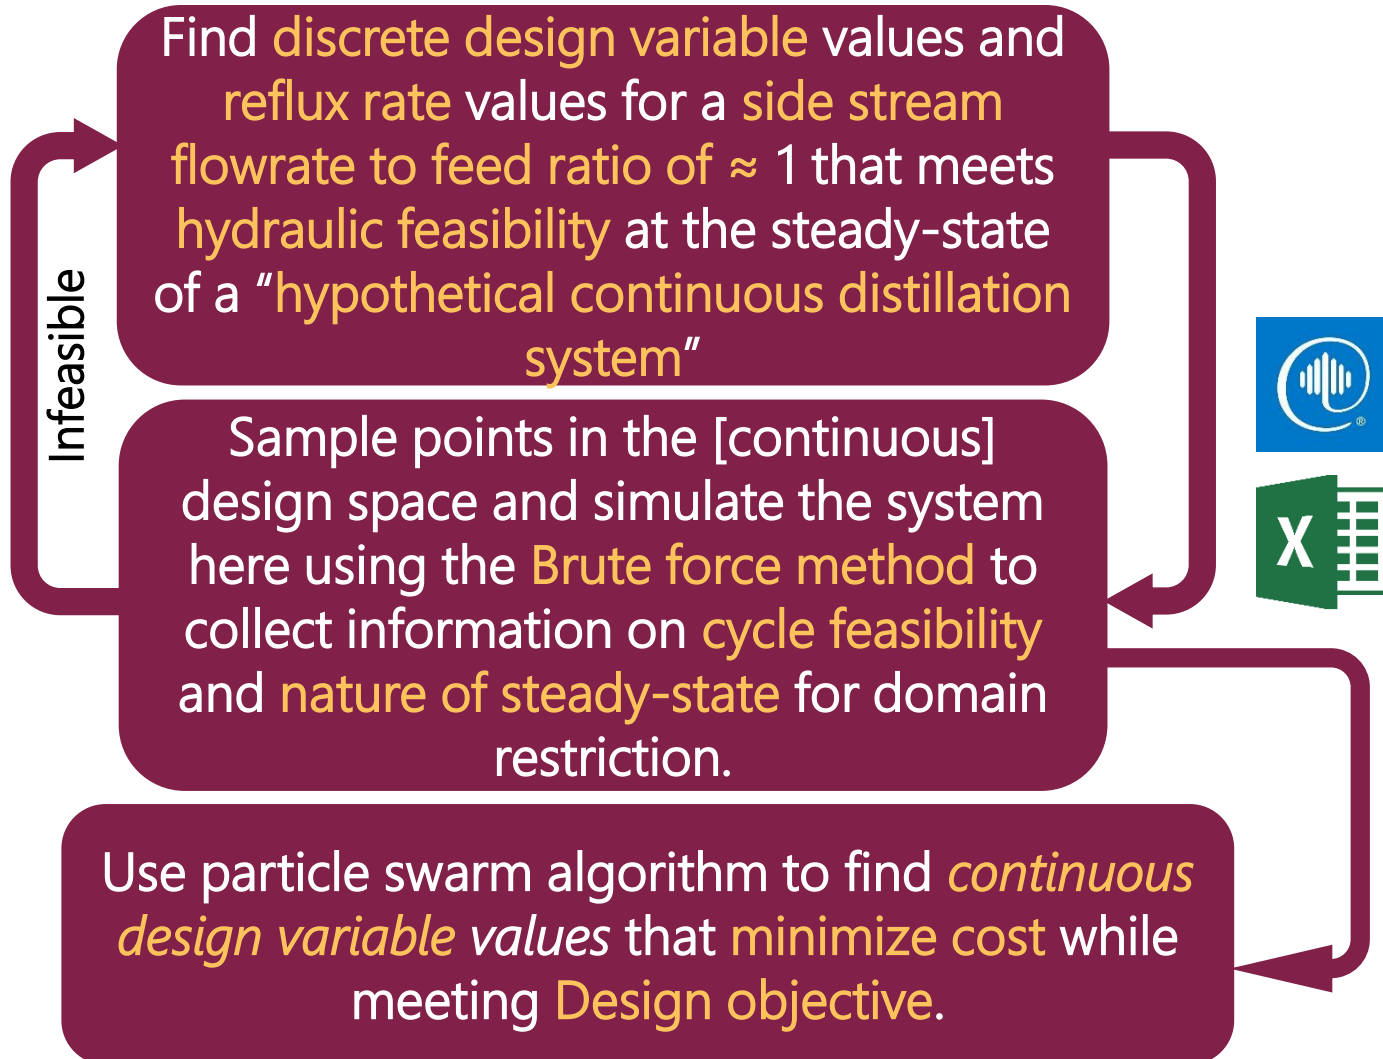 Find discrete design variable values and
reflux rate values for a side stream
flowrate to feed ratio of ≈ 1 that meets
hydraulic feasibility at the steady-state
of a “hypothetical continuous distillation
system”
Infeasible
Sample points in the [continuous]
design space and simulate the system
here using the Brute force method to
collect information on cycle feasibility
and nature of steady-state for domain
restriction.
®
X
Use particle swarm algorithm to find continuous
design variable values that minimize cost while
meeting Design objective.